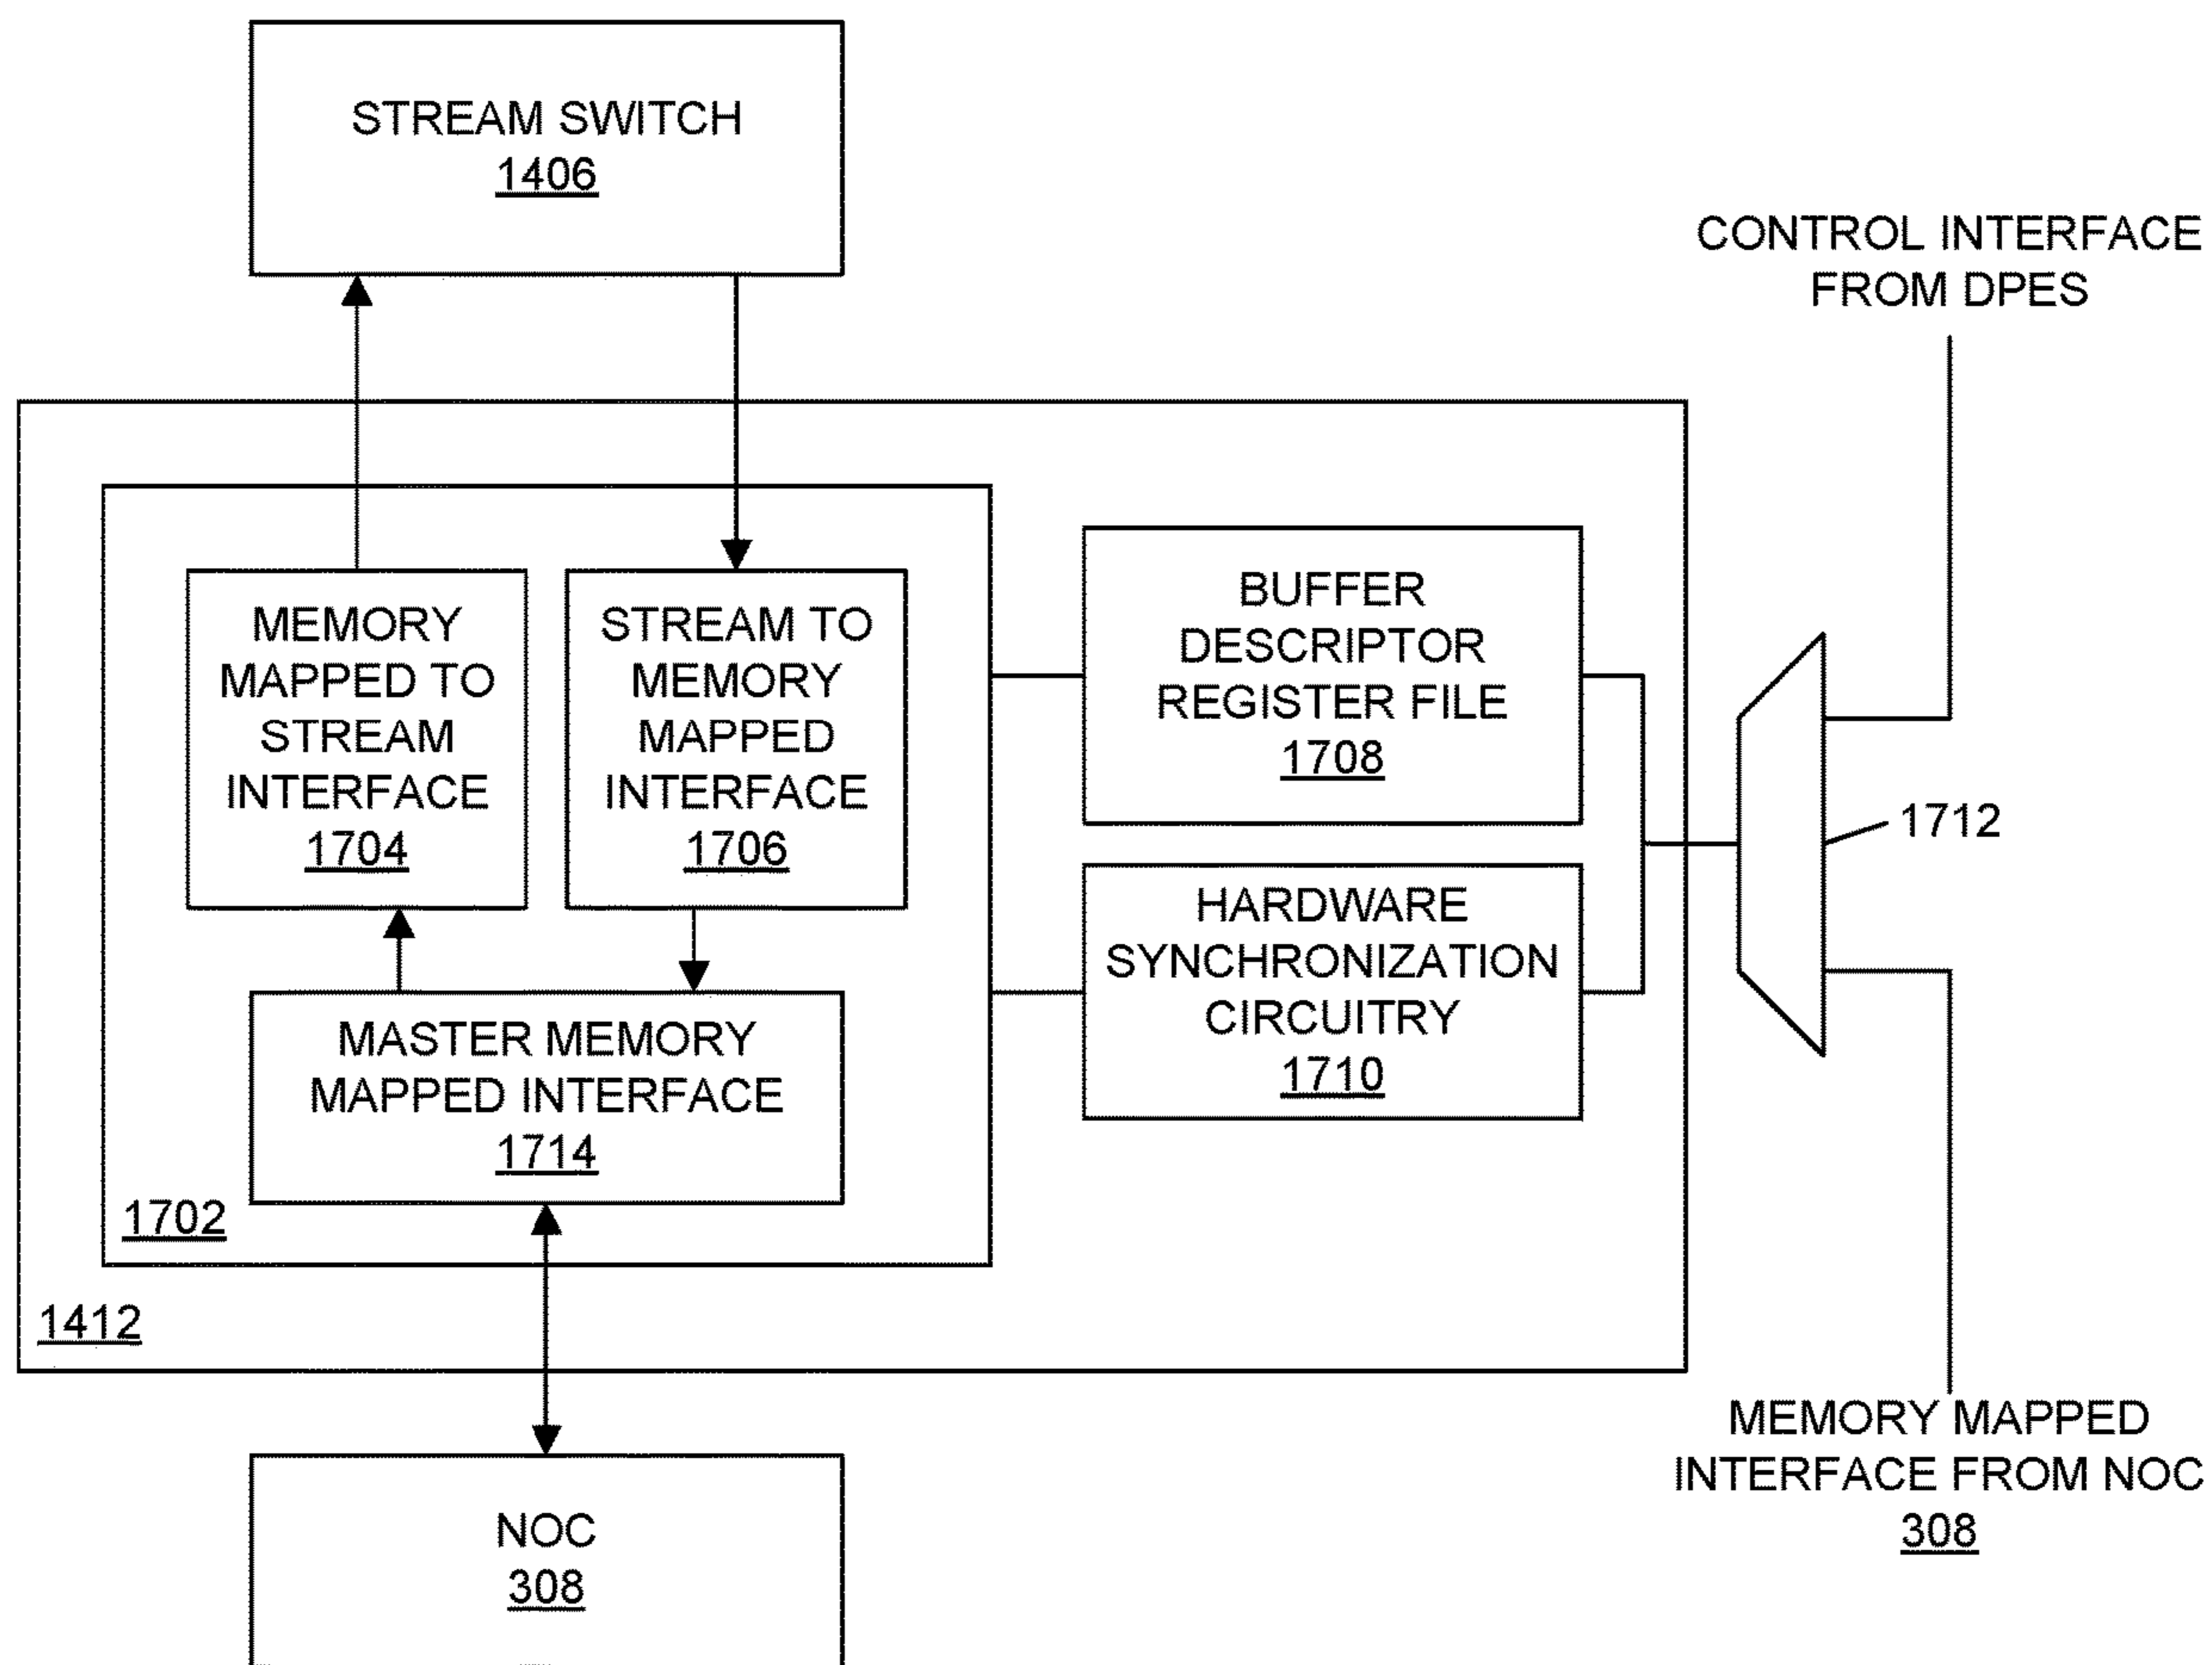 STREAM SWITCH
1406
CONTROL INTERFACE
FROM DPES
MEMORY
MAPPED TO
STREAM
INTERFACE
1704
STREAM TO
MEMORY
MAPPED
INTERFACE
1706
BUFFER
DESCRIPTOR
REGISTER FILE
1708
1712
HARDWARE
SYNCHRONIZATION
CIRCUITRY
1710
MASTER MEMORY
MAPPED INTERFACE
1714
1702
1412
MEMORY MAPPED
INTERFACE FROM NOC
308
NOC
308